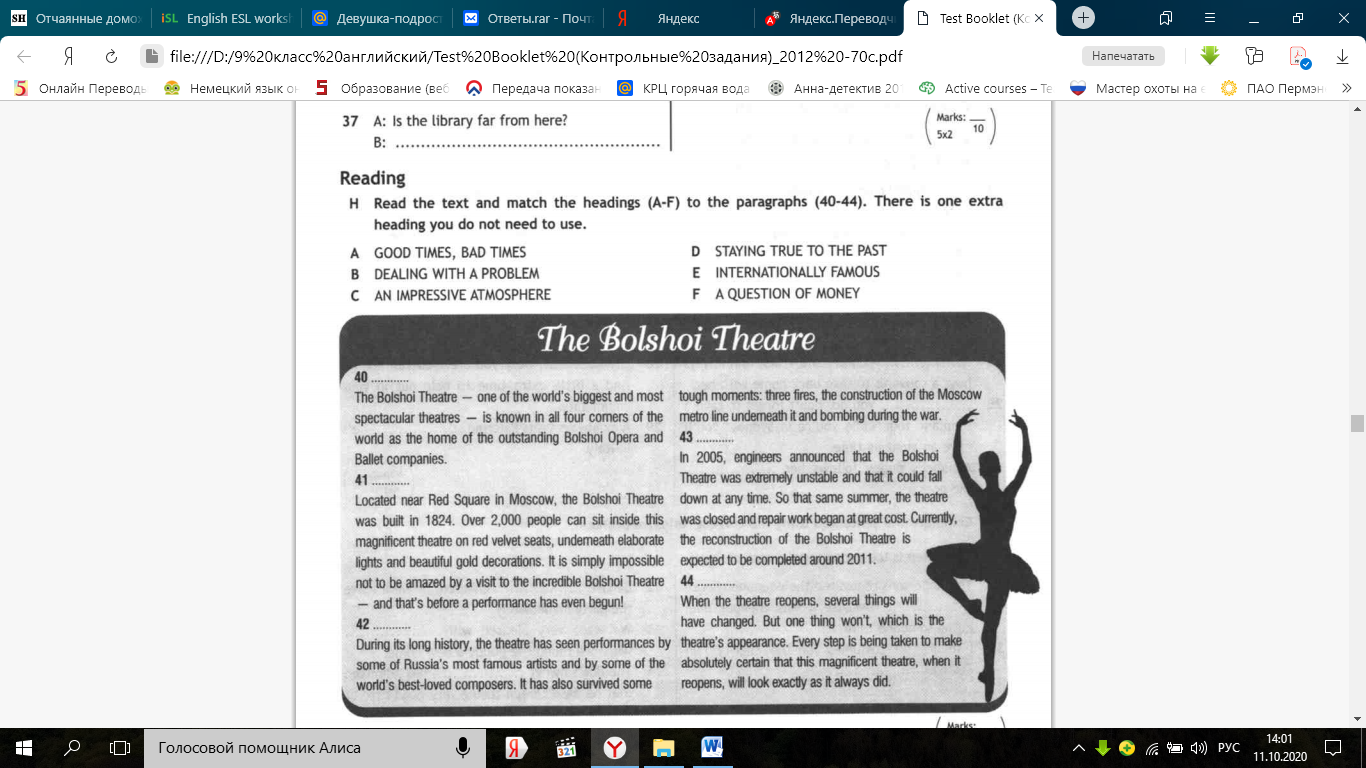 Отчаянные домох
English ESL worksl
Девушка-подрост
Ответы.rar - Почта
Яндекс
Яндекс.Переводч
Test Booklet (Ко
Я
file:///D:/9%20класс%20английский/Test%20Booklet%20(Контрольные%20задания)_2012%20-70с.pdf
Напечатать
Онлайн Переводь
Немецкий язык он
Образование (веб
Передача показан
КРЦ горячая вода
Анна-детектив 201
Active courses – Te
Мастер охоты на е
ПАО Пермэне
37 A: Is the library far from here?
B: ....................................................
Marks: __
5x2 10
Reading
H Read the text and match the headings (A-F) to the paragraphs (40-44). There is one extra
heading you do not need to use.
A GOOD TIMES, BAD TIMES
B DEALING WITH A PROBLEM
C AN IMPRESSIVE ATMOSPHERE
D STAYING TRUE TO THE PAST
E INTERNATIONALLY FAMOUS
F A QUESTION OF MONEY
The Bolshoi Theatre
40 ............
The Bolshoi Theatre — one of the world's biggest and most
spectacular theatres — is known in all four corners of the
world as the home of the outstanding Bolshoi Opera and
Ballet companies.
41 ............
Located near Red Square in Moscow, the Bolshoi Theatre
was built in 1824. Over 2,000 people can sit inside this
magnificent theatre on red velvet seats, underneath elaborate
lights and beautiful gold decorations. It is simply impossible
not to be amazed by a visit to the incredible Bolshoi Theatre
— and that's before a performance has even begun!
42 ............
During its long history, the theatre has seen performances by
some of Russia's most famous artists and by some of the
world's best-loved composers. It has also survived some
tough moments: three fires, the construction of the Moscow
metro line underneath it and bombing during the war.
43 ............
In 2005, engineers announced that the Bolshoi
Theatre was extremely unstable and that it could fall
down at any time. So that same summer, the theatre
was closed and repair work began at great cost. Currently,
the reconstruction of the Bolshoi Theatre is
expected to be completed around 2011.
44 ............
When the theatre reopens, several things will
have changed. But one thing won't, which is the
theatre's appearance. Every step is being taken to make
absolutely certain that this magnificent theatre, when it
reopens, will look exactly as it always did.
Marks:
Голосовой помощник Алиса
РУС
14:01
11.10.2020